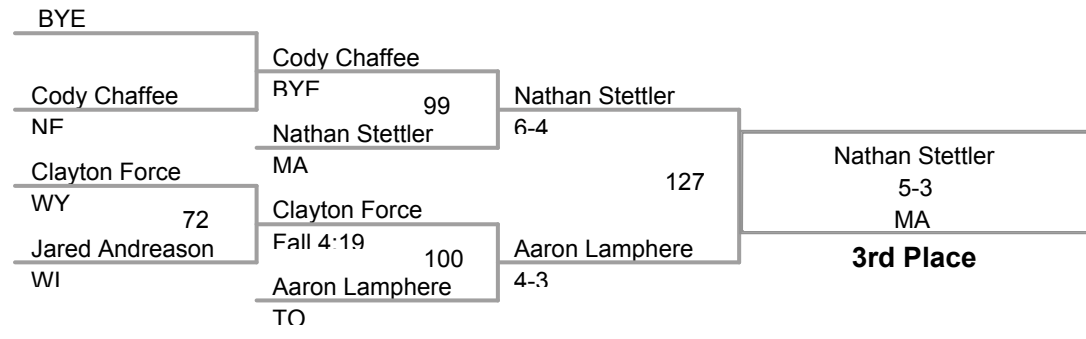 BYE
Cody Chaffee
Cody Chaffee
BYE
99
Nathan Stettler
NE
Nathan Stettler
6-4
MA
Clayton Force
WY
72
Clayton Force
Fall 4:19
100
Jared Andreason
WI
Aaron Lamphere
TO
Aaron Lamphere
4-3
127
Nathan Stettler
5-3
MA
3rd Place